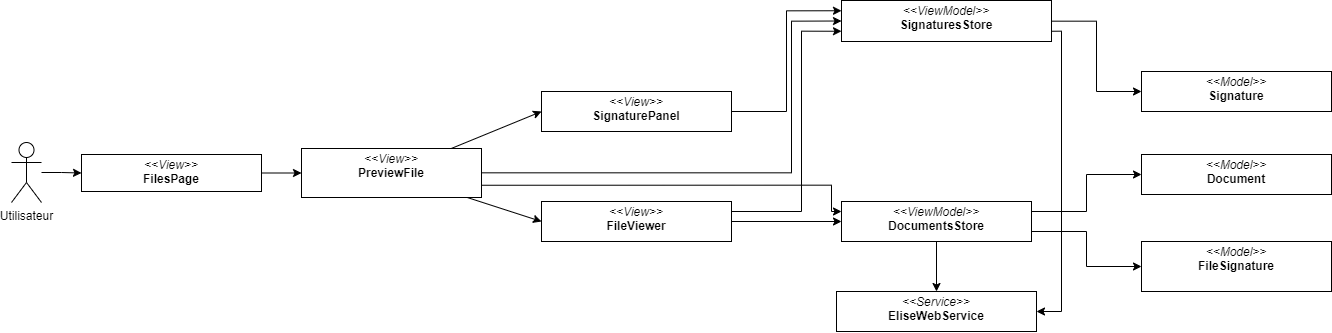 <<ViewModel>>
SignaturesStore
<<Model>>
Signature
<<View>>
SignaturePanel
Utilisateur
<<View>>
FilesPage
<<View>>
PreviewFile
<<Model>>
Document
<<View>>
FileViewer
<<ViewModel>>
DocumentsStore
<<Model>>
FileSignature
<<Service>>
EliseWebService